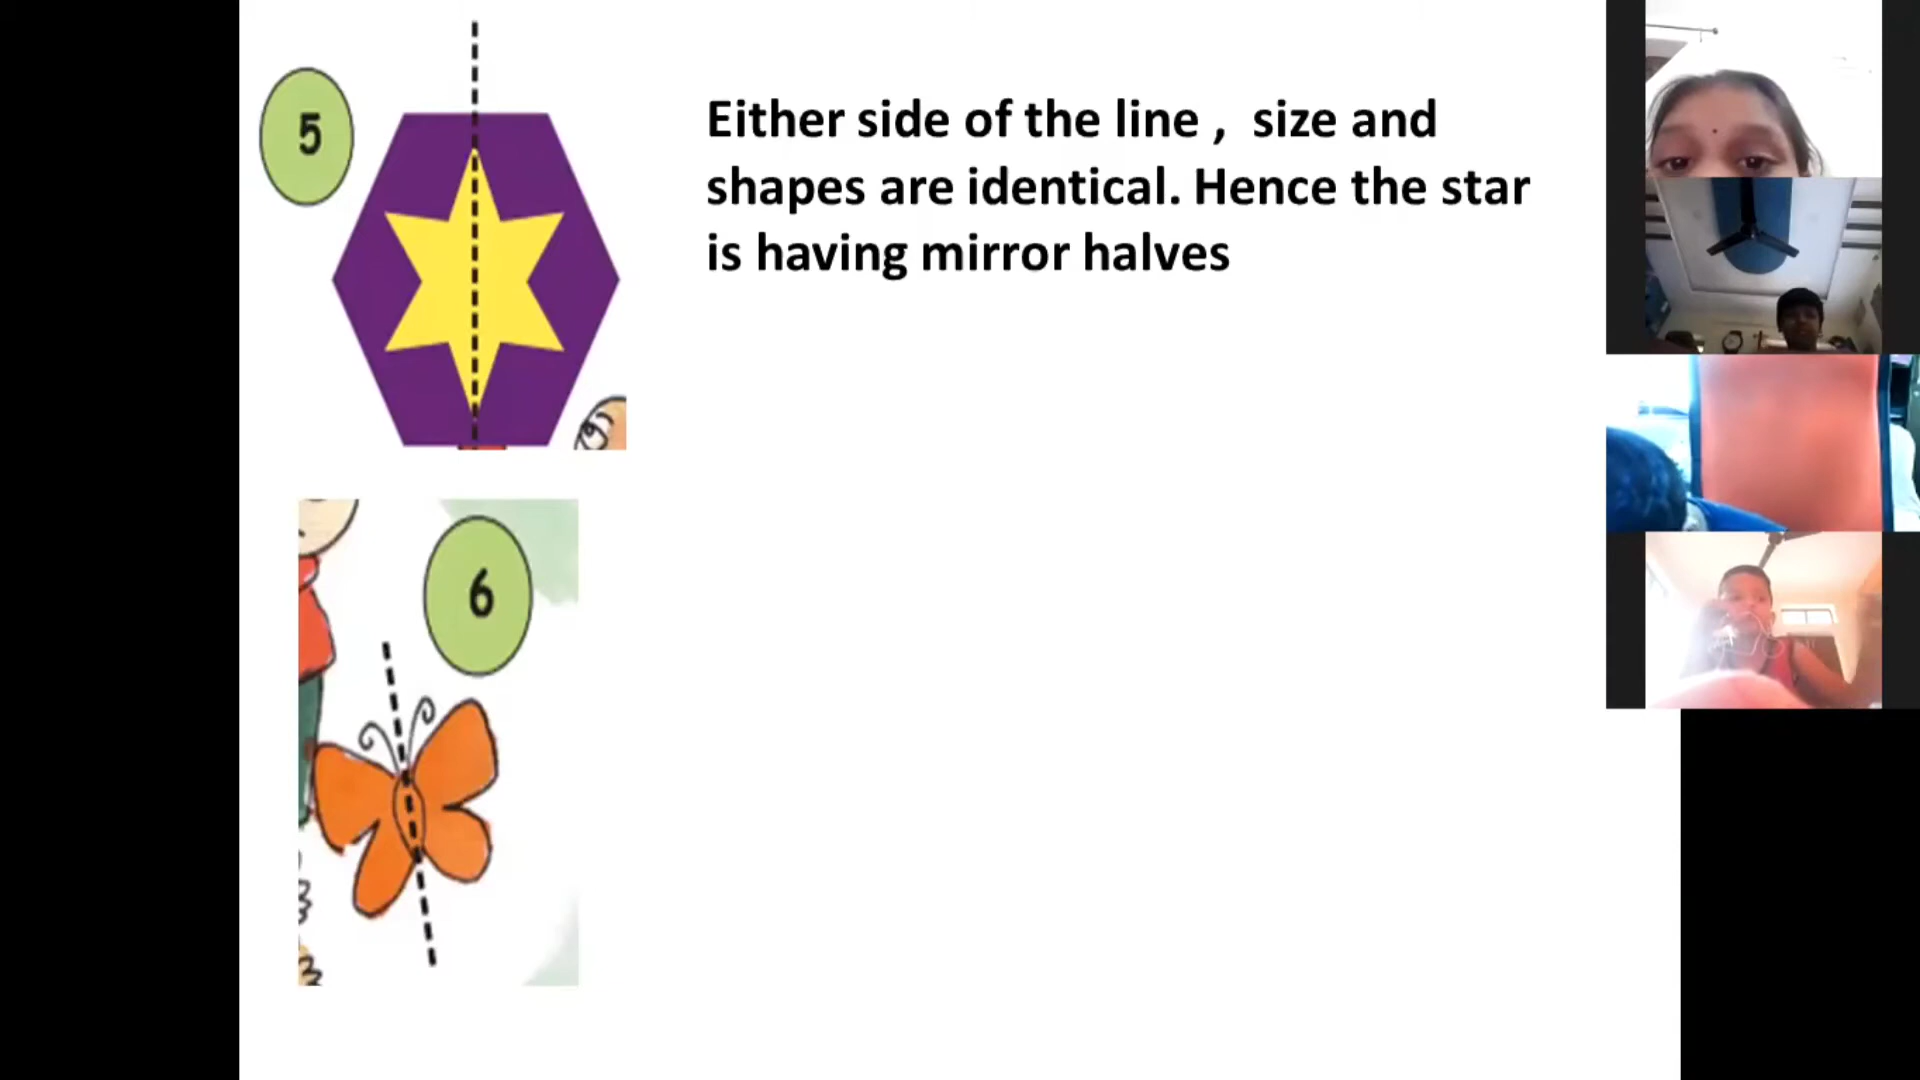 5
Either side of the line ,  size and
shapes are identical. Hence the star
is having mirror halves
6